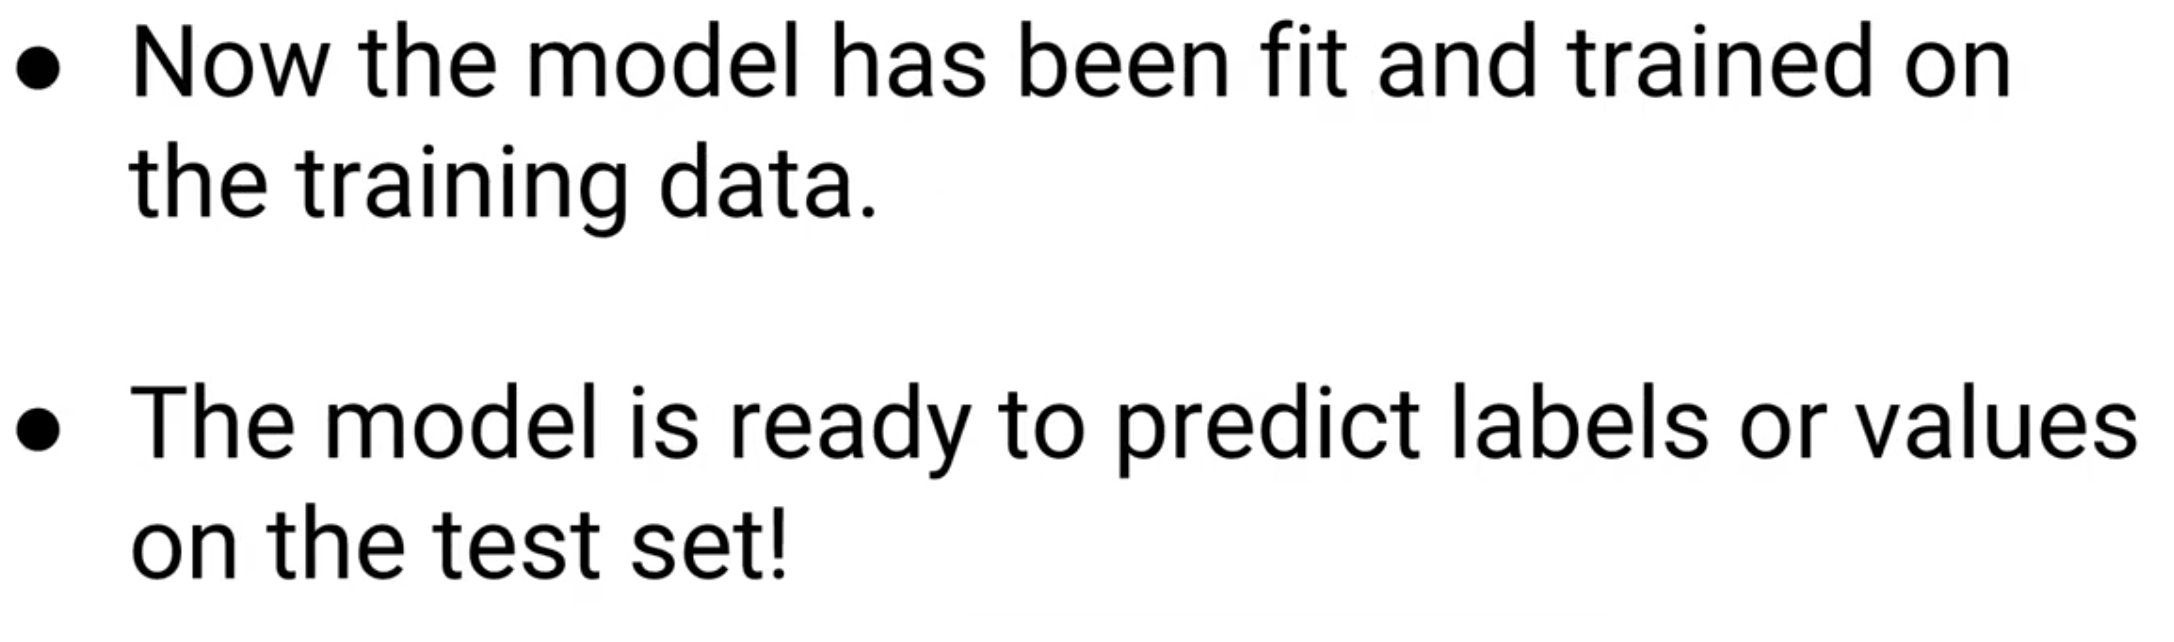 ● Now the model has been fit and trained on
the training data.
● The model is ready to predict labels or values
on the test set!